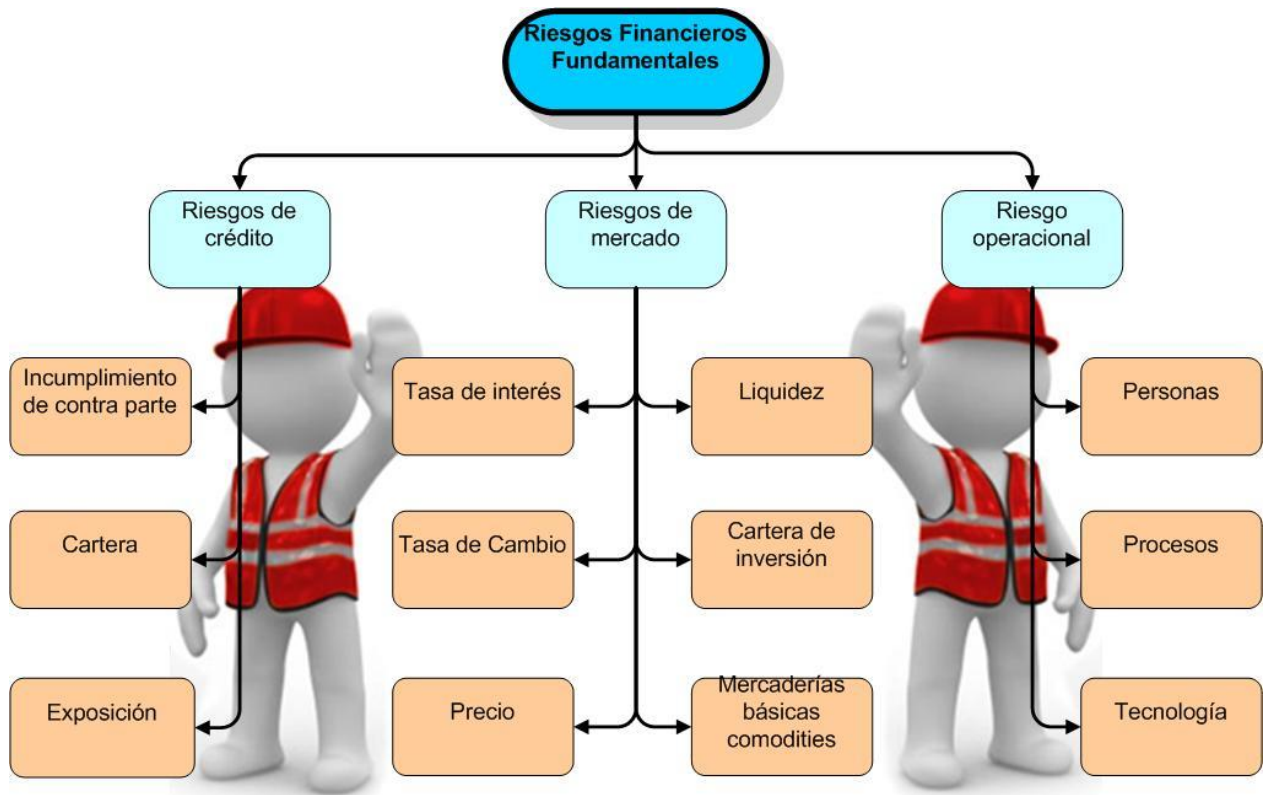 Riesgos Financieros
Fundamentales
Riesgos de
crédito
Riesgos de
mercado
Riesgo
operacional
Incumplimiento
de contra parte
Tasa de interés
Liquidez
Personas
Cartera
Tasa de Cambio
Cartera de
inversión
Procesos
Exposición
Precio
Mercaderías
básicas
comodities
Tecnología